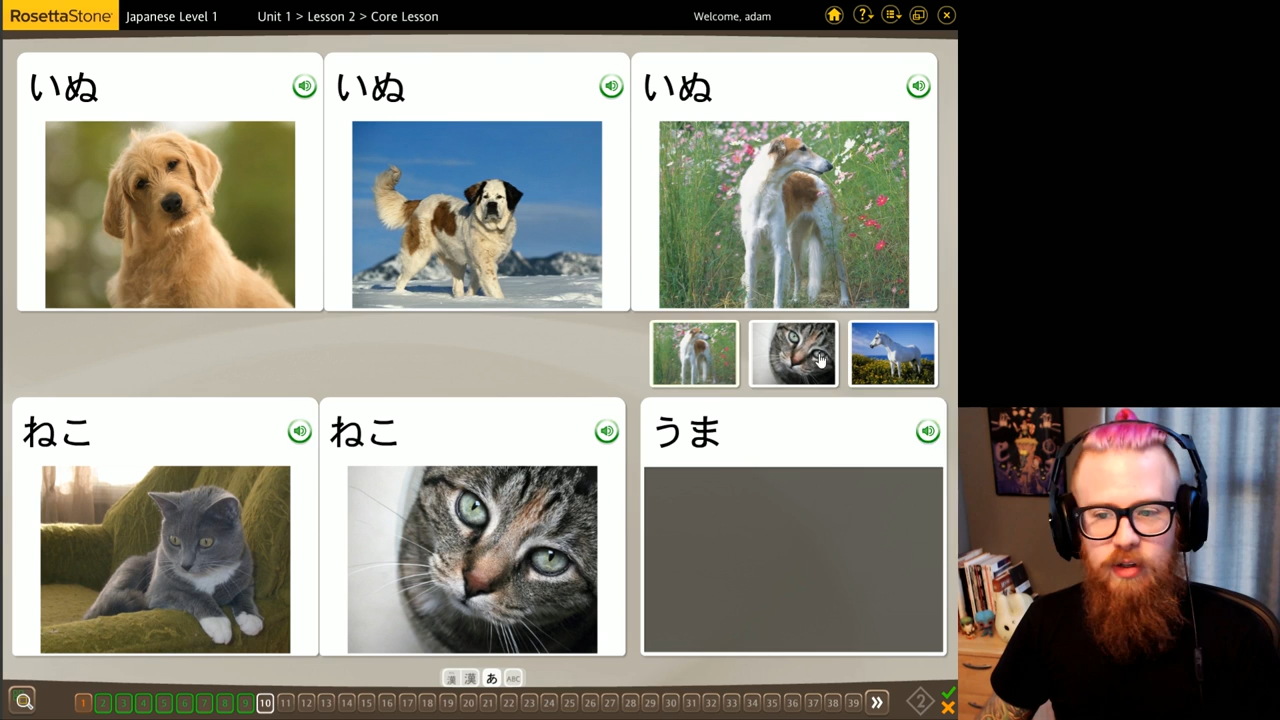 RosettaStone
Japanese Level 1
Unit 1 > Lesson 2 > Core Lesson
Welcome, adam
いぬ
いぬ
いぬ
ねこ
ねこ
うま
漢 漢 あ ABC
1 2 3 4 5 6 7 8 9 10 11 12 13 14 15 16 17 18 19 20 21 22 23 24 25 26 27 28 29 30 31 32 33 34 35 36 37 38 39 »
2